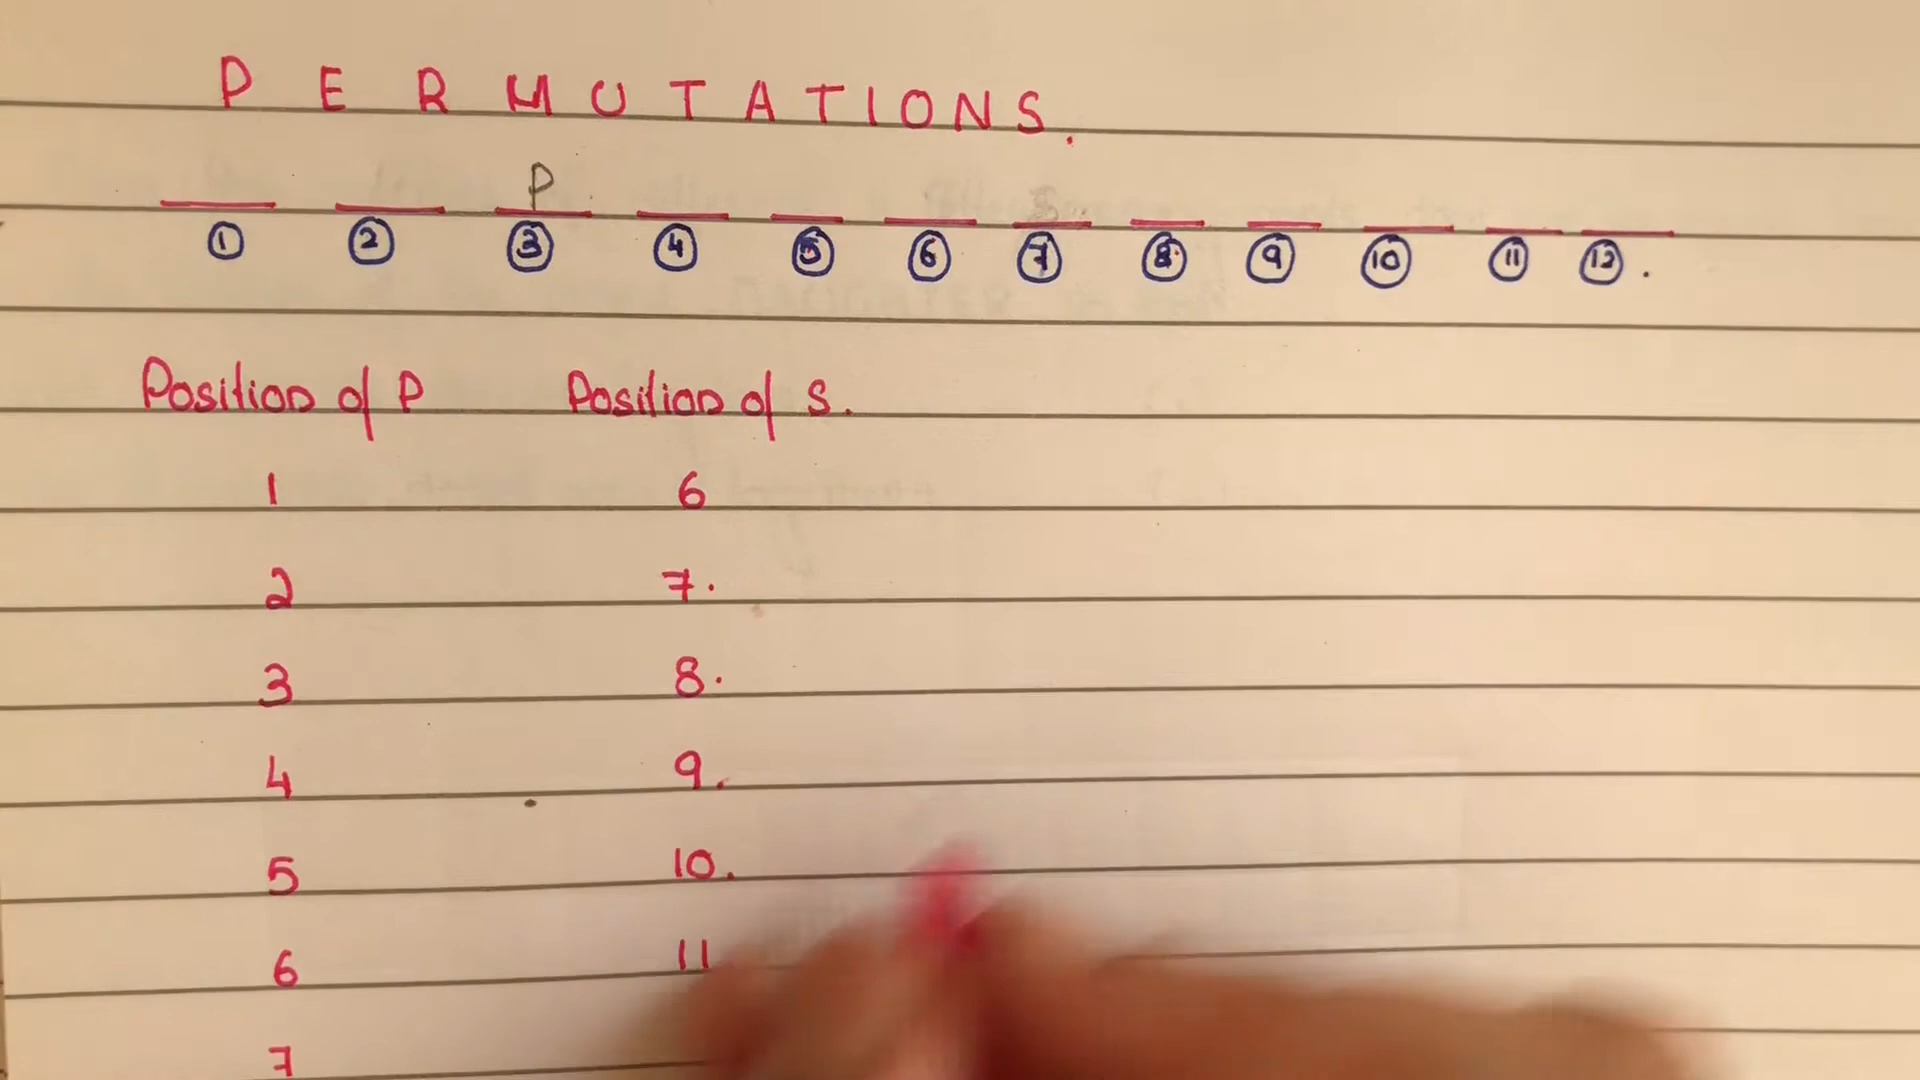 PERMUTATIONS.
P
1 2 3 4 5 6 7 8 9 10 11 12.
Position of P Position of S.
1 6
2 7.
3 8.
4 9.
5 10.
6 11
7